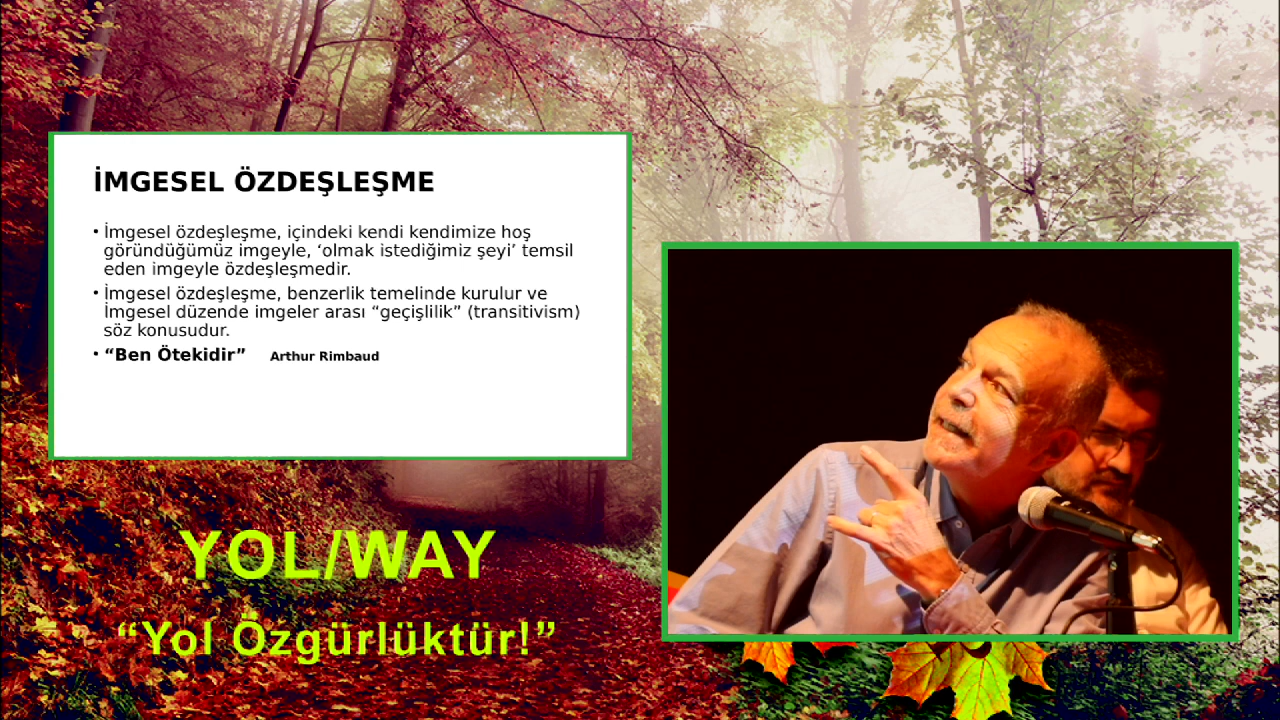 İMGESEL ÖZDEŞLEŞME
• İmgesel özdeşleşme, içindeki kendi kendimize hoş
göründüğümüz imgeyle, ‘olmak istediğimiz şeyi’ temsil
eden imgeyle özdeşleşmedir.
• İmgesel özdeşleşme, benzerlik temelinde kurulur ve
İmgesel düzende imgeler arası “geçişlilik” (transitivism)
söz konusudur.
• “Ben Ötekidir” Arthur Rimbaud
YOL/WAY
“Yol Özgürlüktür!”